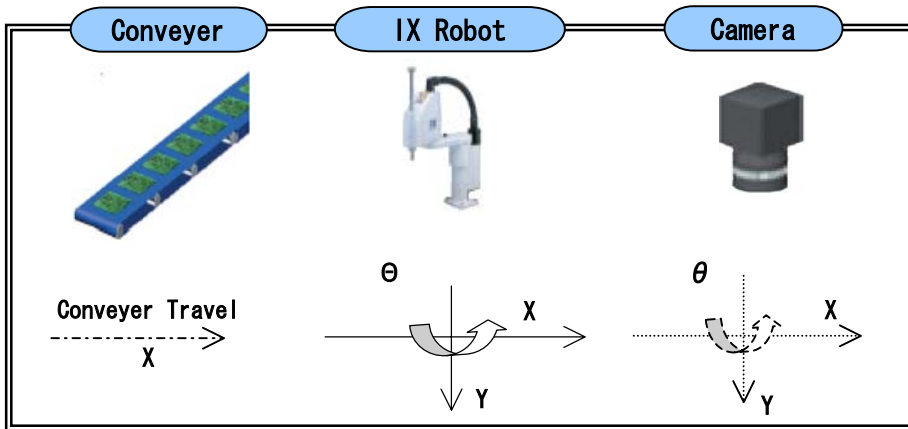 Conveyer
IX Robot
Camera
Θ
θ
Conveyer Travel
X
X
Y
X
Y